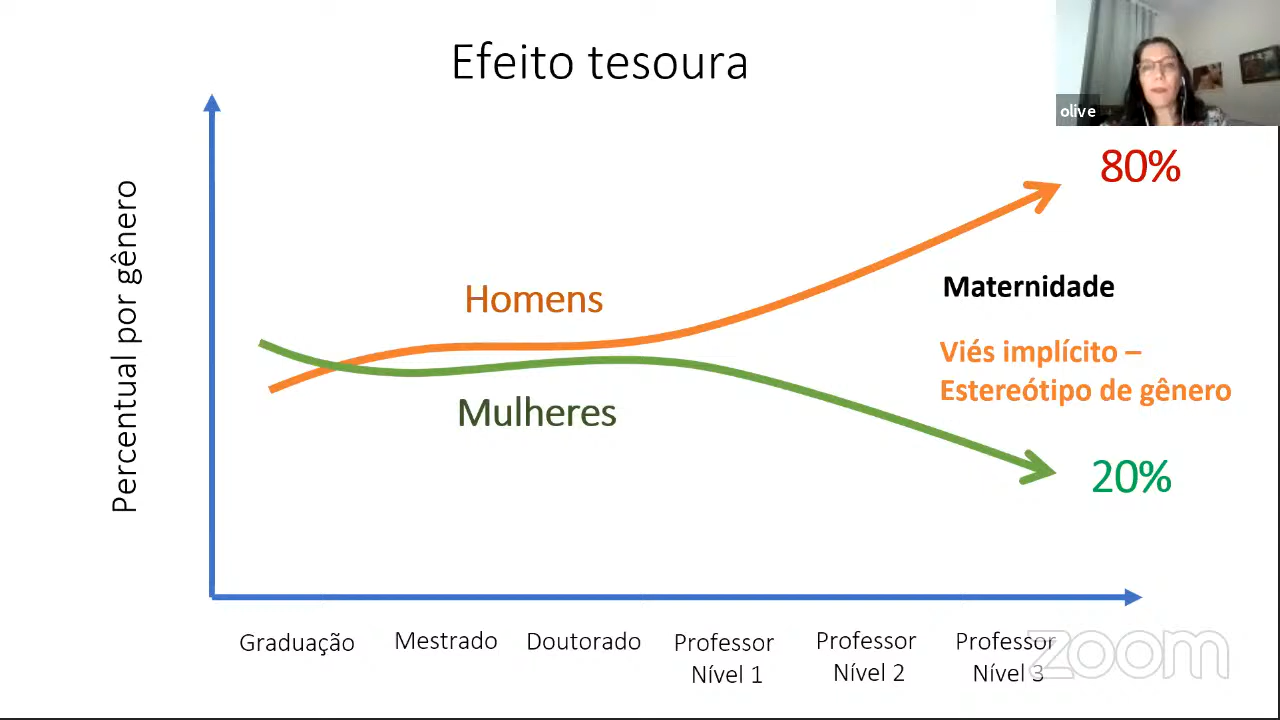 Efeito tesoura
olive
80%
Percentual por gênero
Homens
Maternidade
Viés implícito –
Estereótipo de gênero
Mulheres
20%
Graduação
Mestrado
Doutorado
Professor
Nível 1
Professor
Nível 2
Professor
Nível 3
zoom